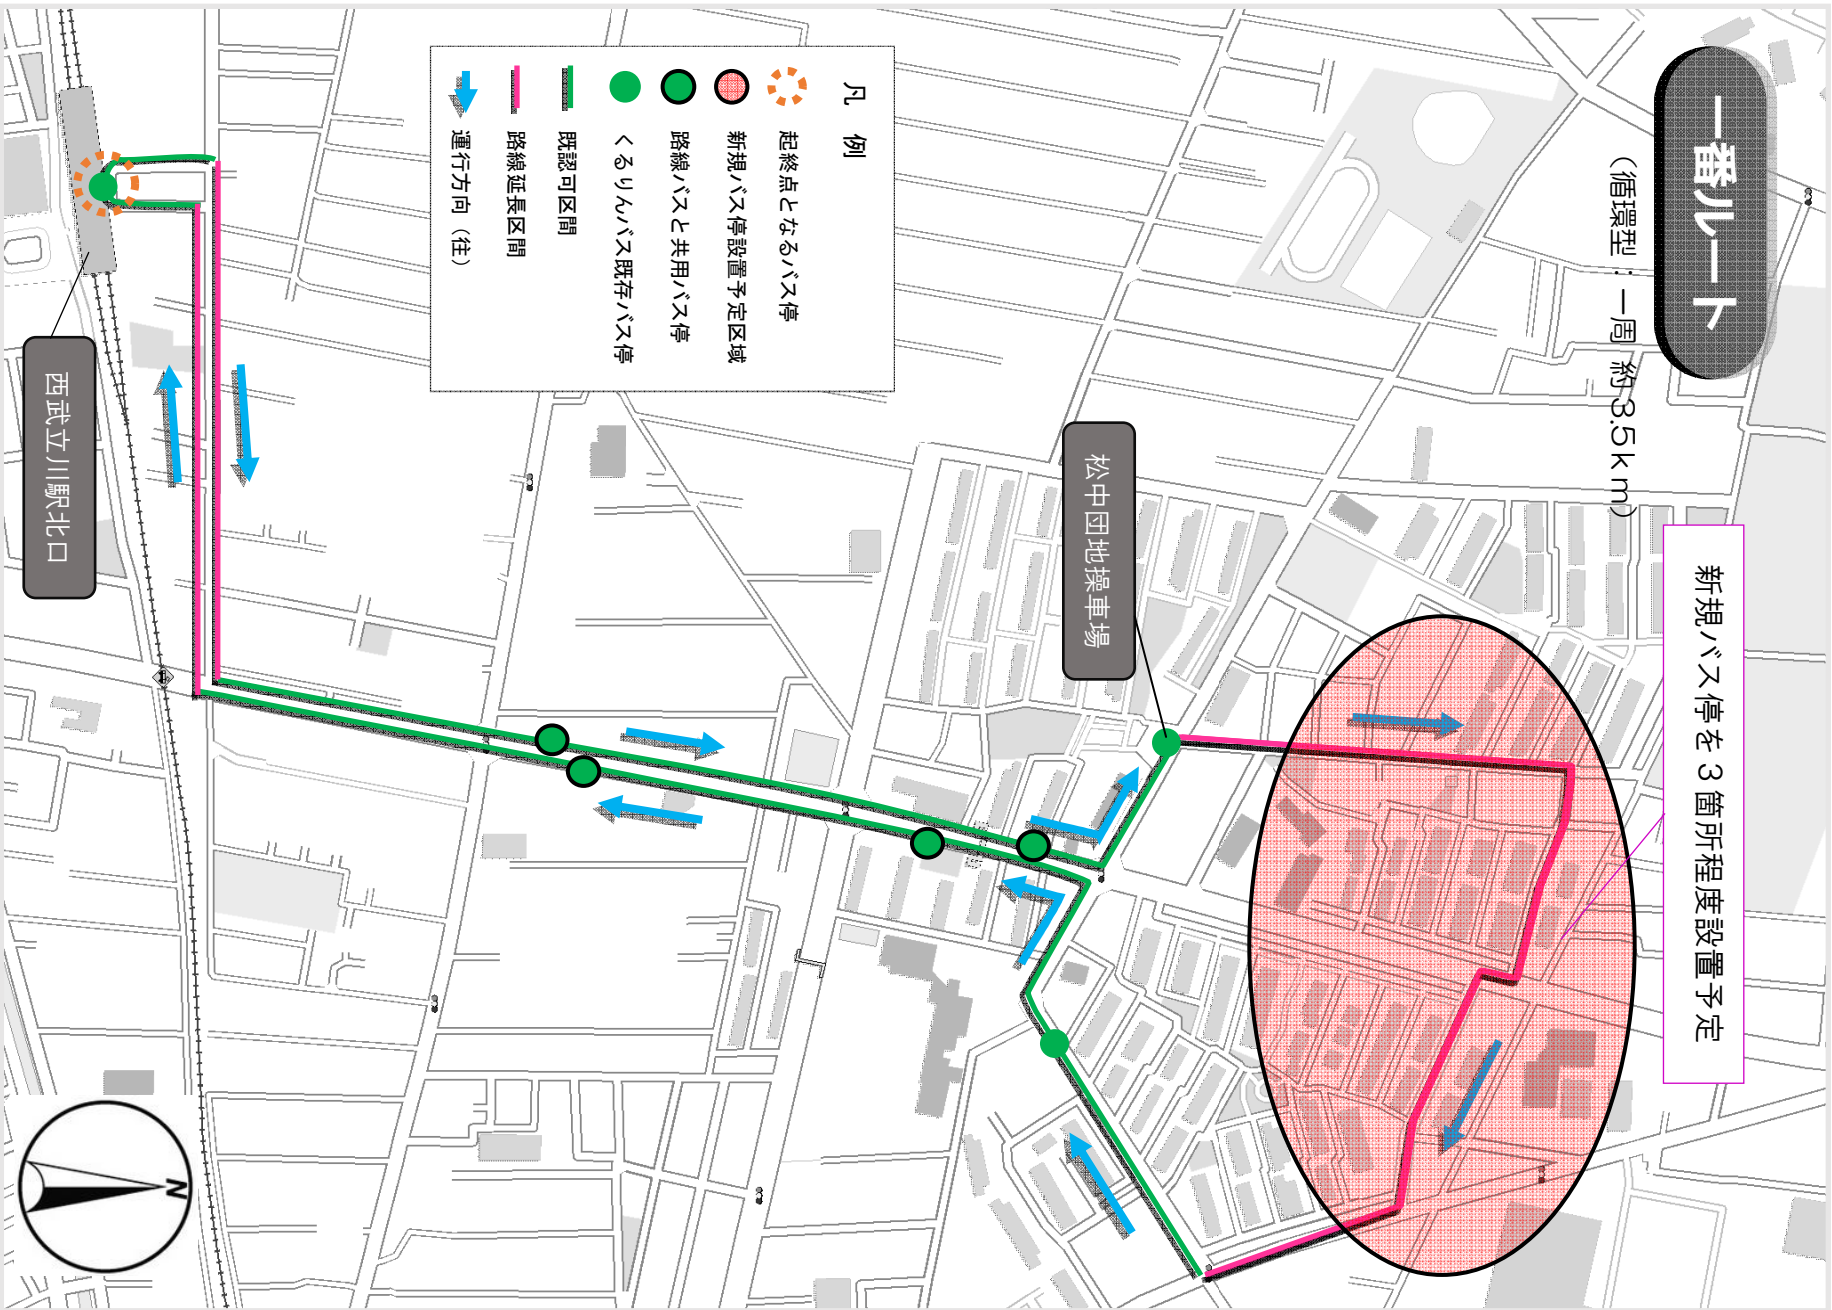 一番ルート
（循環型：一周 約3.5ｋｍ）
新規バス停を３箇所程度設置予定
凡　例
起終点となるバス停
新規バス停設置予定区域
路線バスと共用バス停
くるりんバス既存バス停
既認可区間
路線延長区間
運行方向（往）
松中団地操車場
西武立川駅北口
N